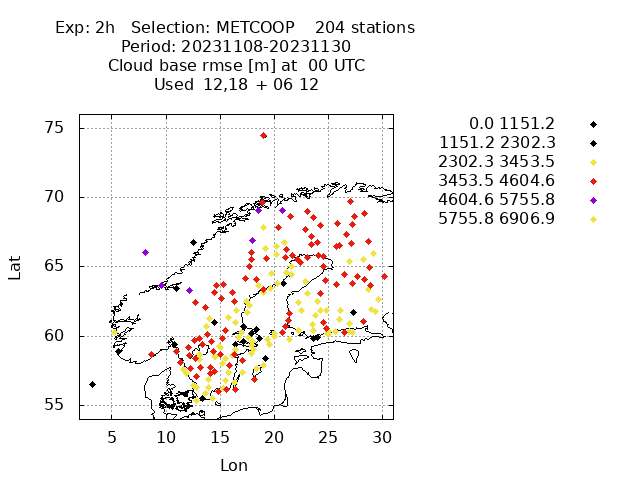 Exp: 2h Selection: METCOOP 204 stations
Period: 20231108-20231130
Cloud base rmse [m] at 00 UTC
Used 12,18 + 06 12
0.0 1151.2
1151.2 2302.3
2302.3 3453.5
3453.5 4604.6
4604.6 5755.8
5755.8 6906.9
75
70
65
60
55
Lat
5 10 15 20 25 30
Lon